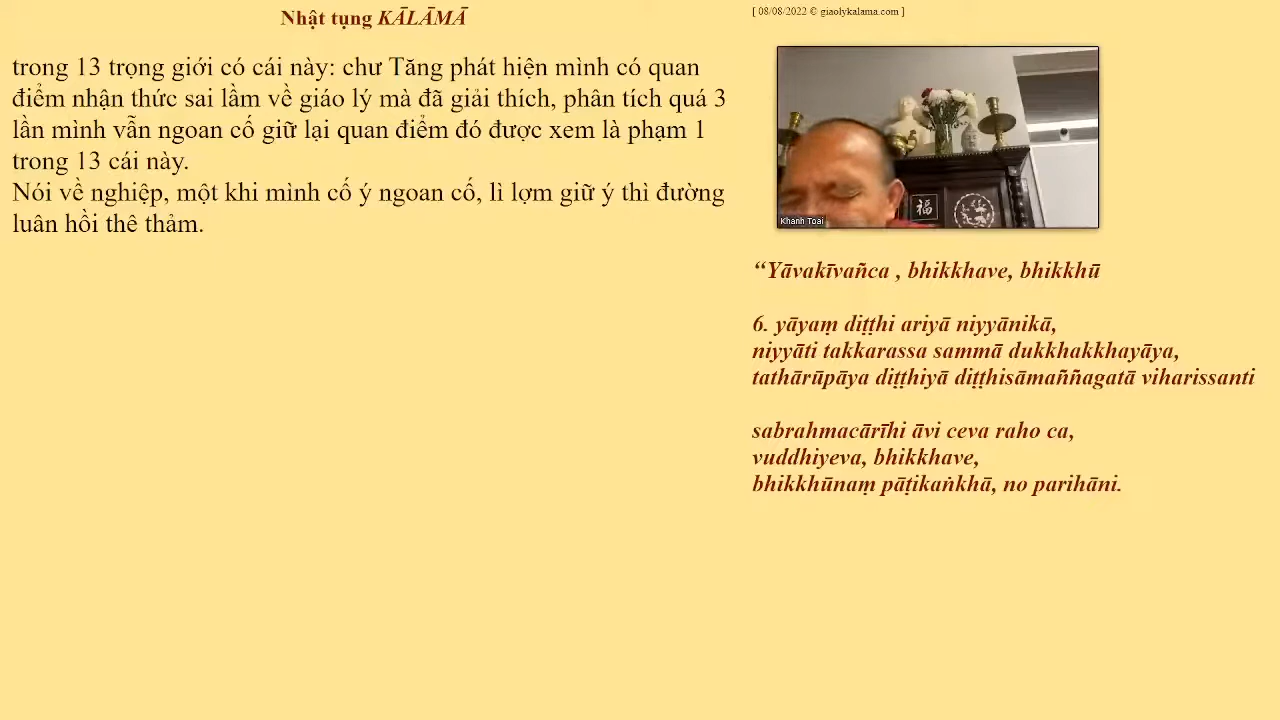 Nhật tụng KĀLĀMĀ
[ 08/08/2022 © giaolykalama.com ]
trong 13 trọng giới có cái này: chư Tăng phát hiện mình có quan
điểm nhận thức sai lầm về giáo lý mà đã giải thích, phân tích quá 3
lần mình vẫn ngoan cố giữ lại quan điểm đó được xem là phạm 1
trong 13 cái này.
Nói về nghiệp, một khi mình cố ý ngoan cố, lì lợm giữ ý thì đường
luân hồi thê thảm.
福
Khanh Toai
“Yāvakīvañca , bhikkhave, bhikkhū
6. yāyaṃ diṭṭhi ariyā niyyānikā,
niyyāti takkarassa sammā dukkhakkhayāya,
tathārūpāya diṭṭhiyā diṭṭhisāmaññagatā viharissanti
sabrahmacārīhi āvi ceva raho ca,
vuddhiyeva, bhikkhave,
bhikkhūnaṃ pāṭikaṅkhā, no parihāni.